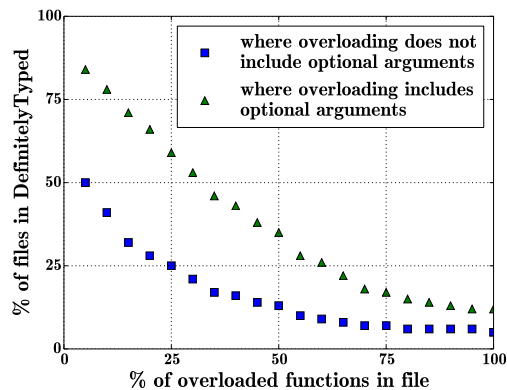 100
75
50
25
0
% of files in DefinitelyTyped
where overloading does not
include optional arguments
where overloading includes
optional arguments
0 25 50 75 100
% of overloaded functions in file